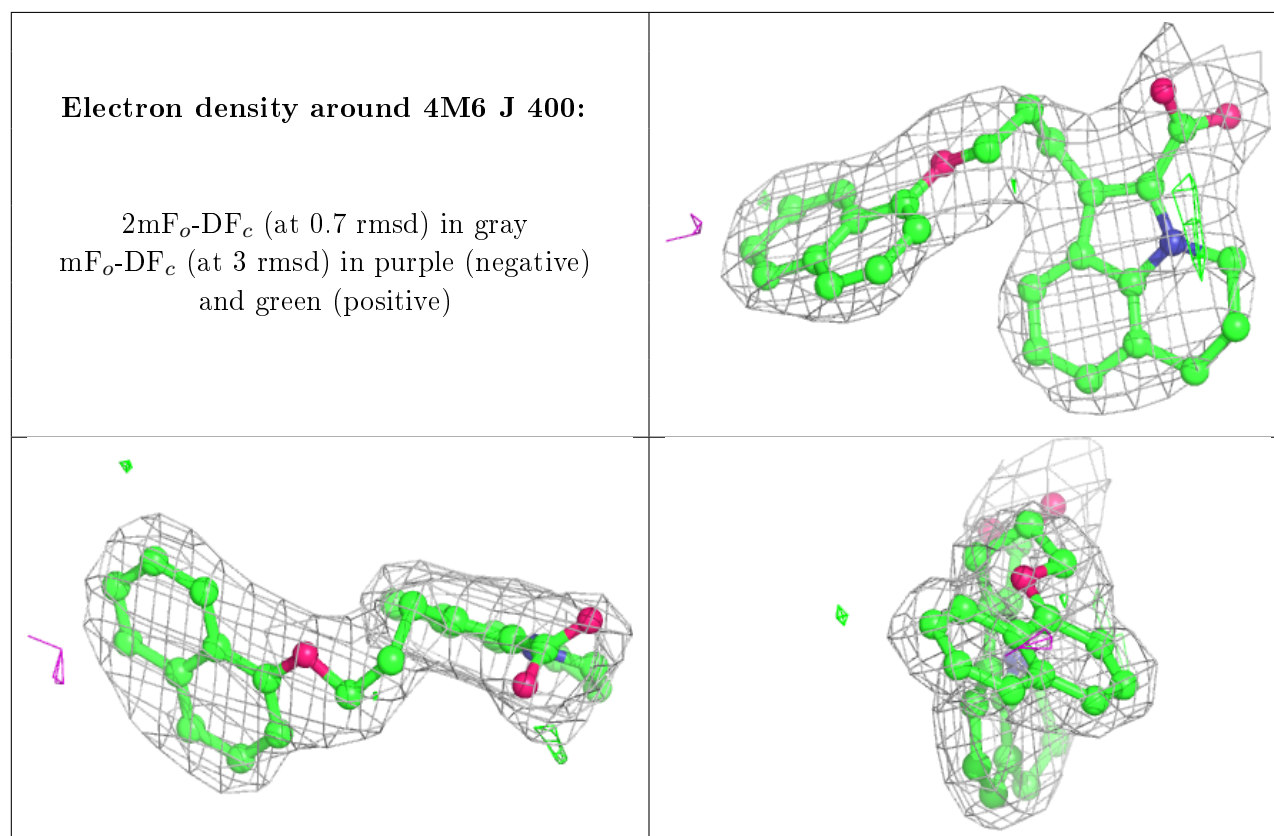 Electron density around 4M6 J 400:
2mFo-DFc (at 0.7 rmsd) in gray
mFo-DFc (at 3 rmsd) in purple (negative)
and green (positive)